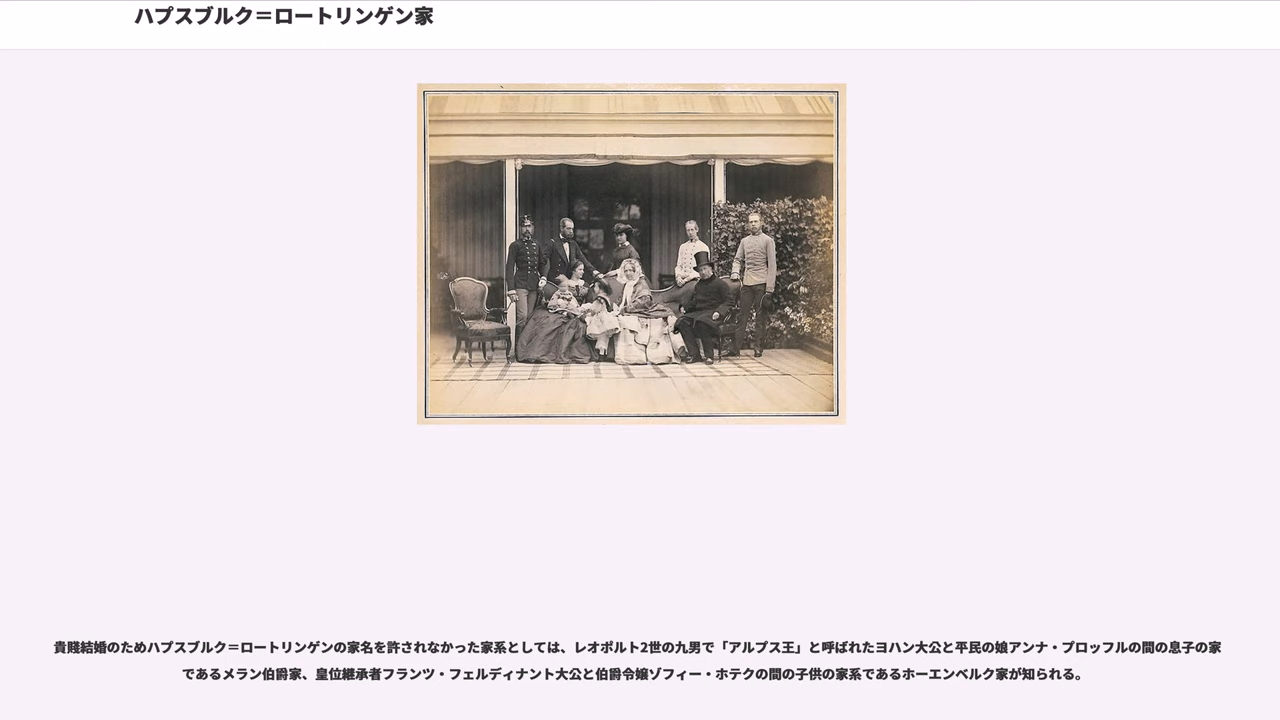 ハプスブルク＝ロートリンゲン家
貴賤結婚のためハプスブルク＝ロートリンゲンの家名を許されなかった家系としては、レオポルト2世の九男で「アルプス王」と呼ばれたヨハン大公と平民の娘アンナ・プロッフルの間の息子の家
であるメラン伯爵家、皇位継承者フランツ・フェルディナント大公と伯爵令嬢ゾフィー・ホテクの間の子供の家系であるホーエンベルク家が知られる。